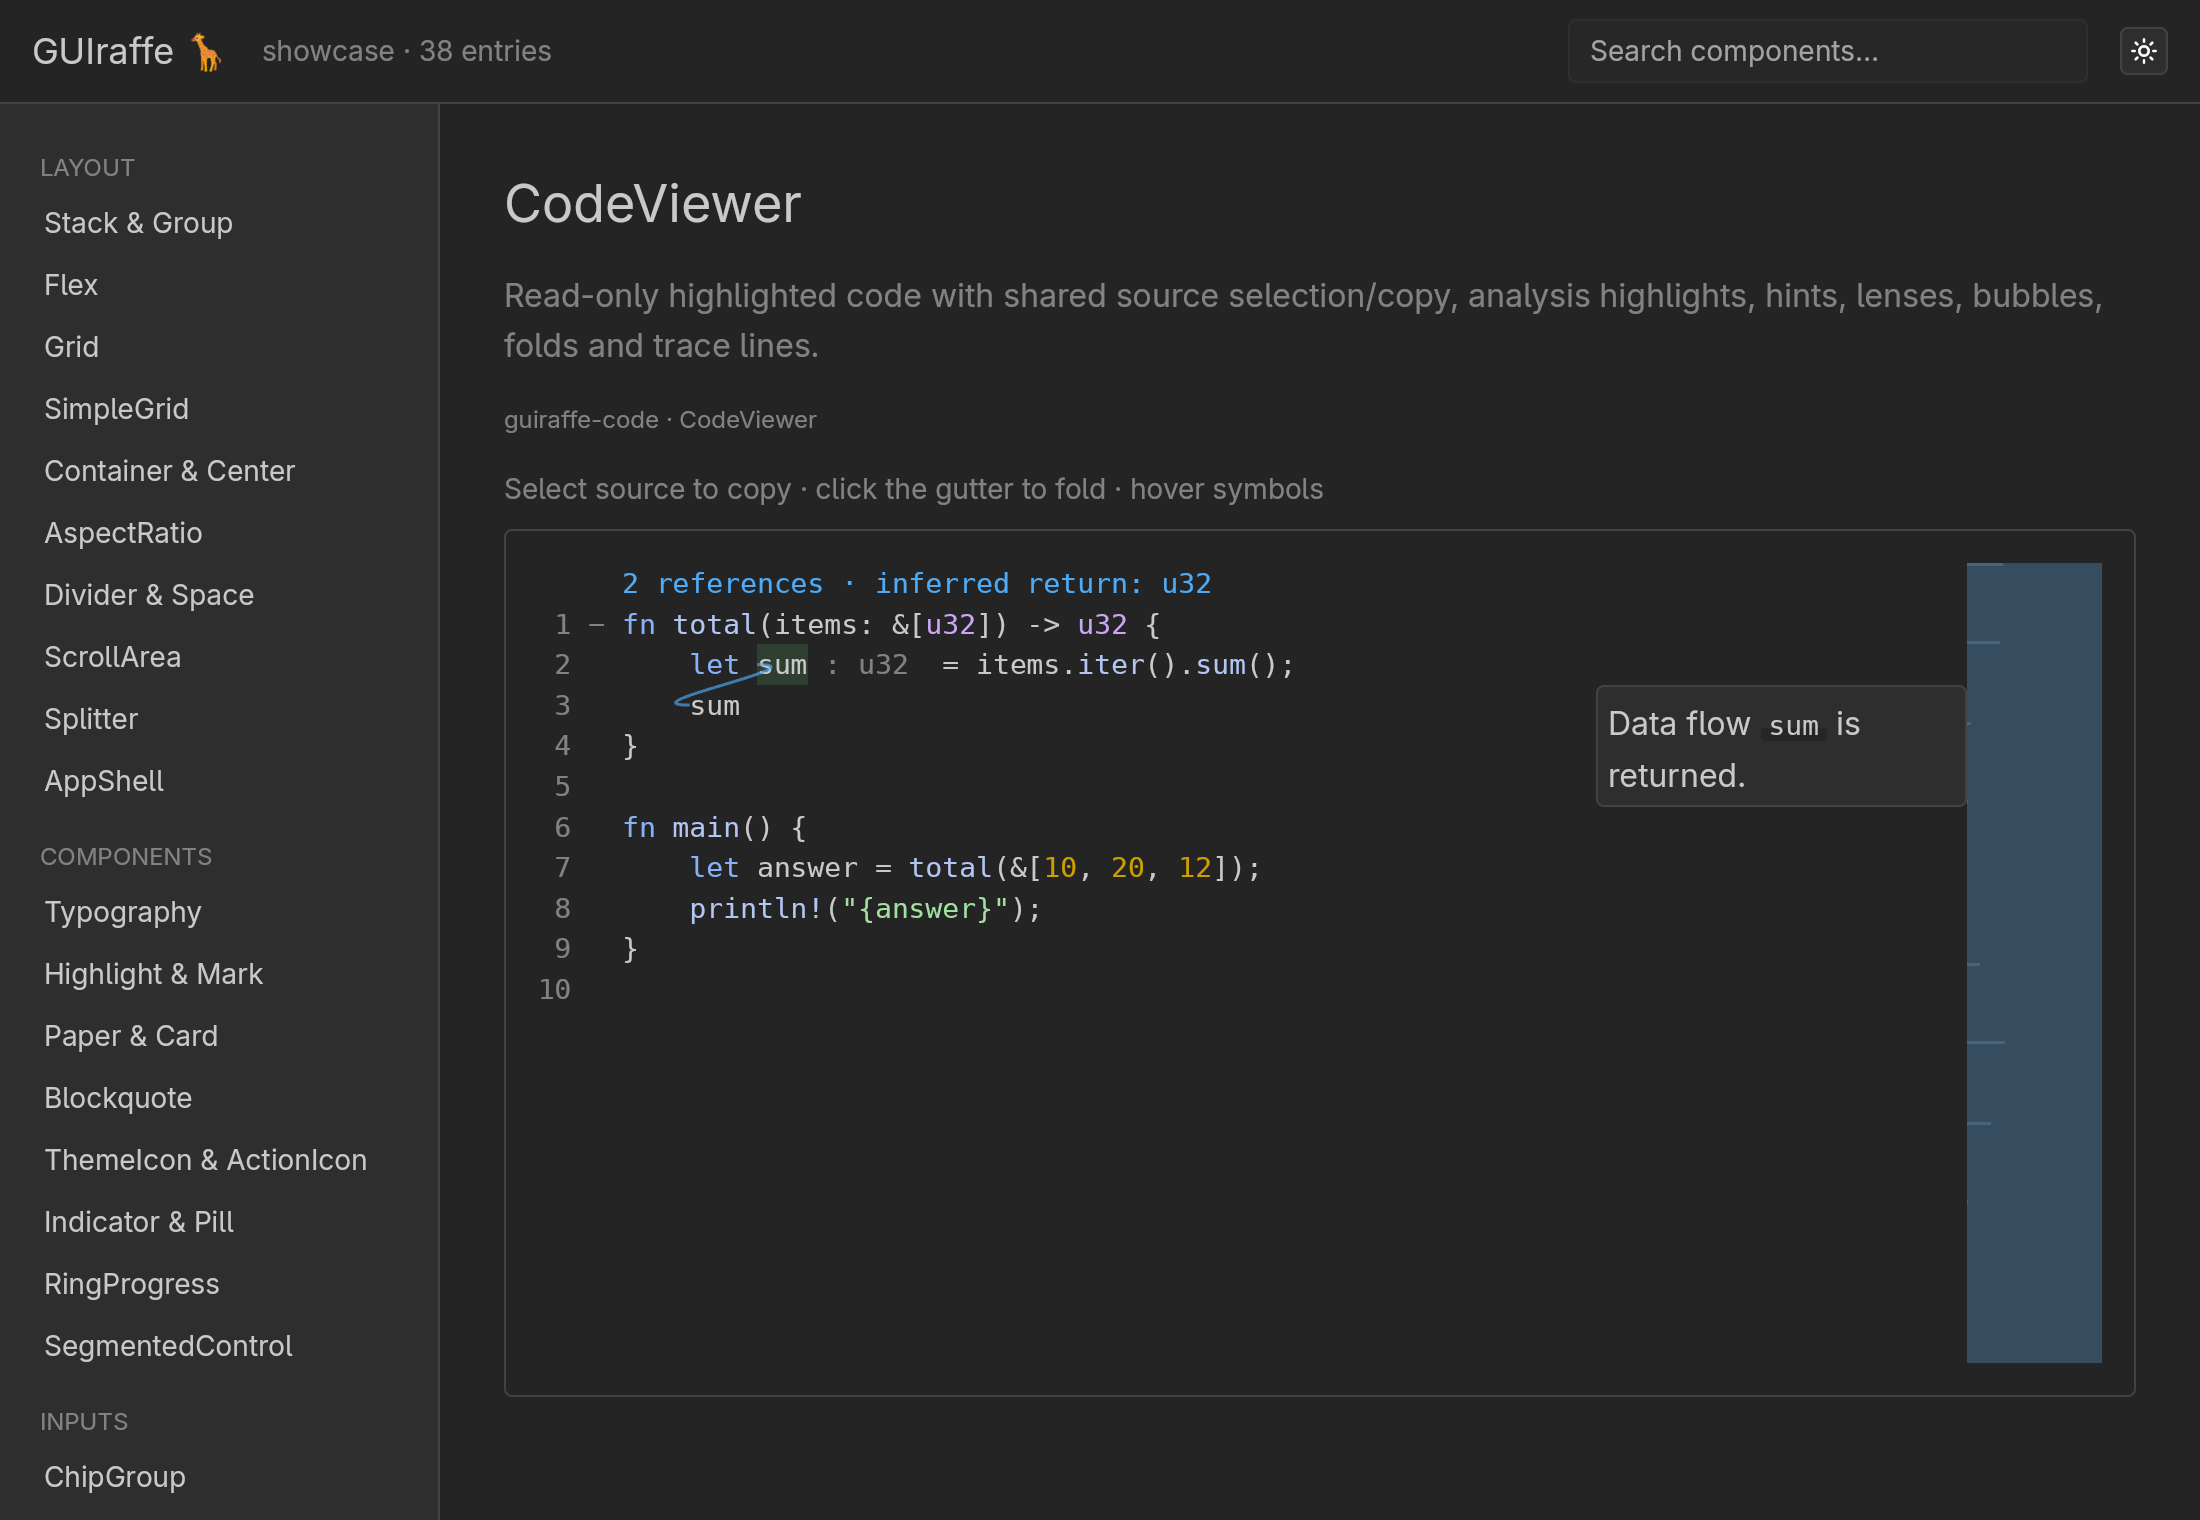 GUIraffe 🦒 showcase · 38 entries
Search components...
LAYOUT
Stack & Group
Flex
Grid
SimpleGrid
Container & Center
AspectRatio
Divider & Space
ScrollArea
Splitter
AppShell
COMPONENTS
Typography
Highlight & Mark
Paper & Card
Blockquote
ThemeIcon & ActionIcon
Indicator & Pill
RingProgress
SegmentedControl
INPUTS
ChipGroup
CodeViewer
Read-only highlighted code with shared source selection/copy, analysis highlights, hints, lenses, bubbles,
folds and trace lines.
guiraffe-code · CodeViewer
Select source to copy · click the gutter to fold · hover symbols
2 references · inferred return: u32
1 − fn total(items: &[u32]) -> u32 {
2     let sum : u32  = items.iter().sum();
3     sum
4 }
5
6 fn main() {
7     let answer = total(&[10, 20, 12]);
8     println!("{answer}");
9 }
10
Data flow sum is
returned.